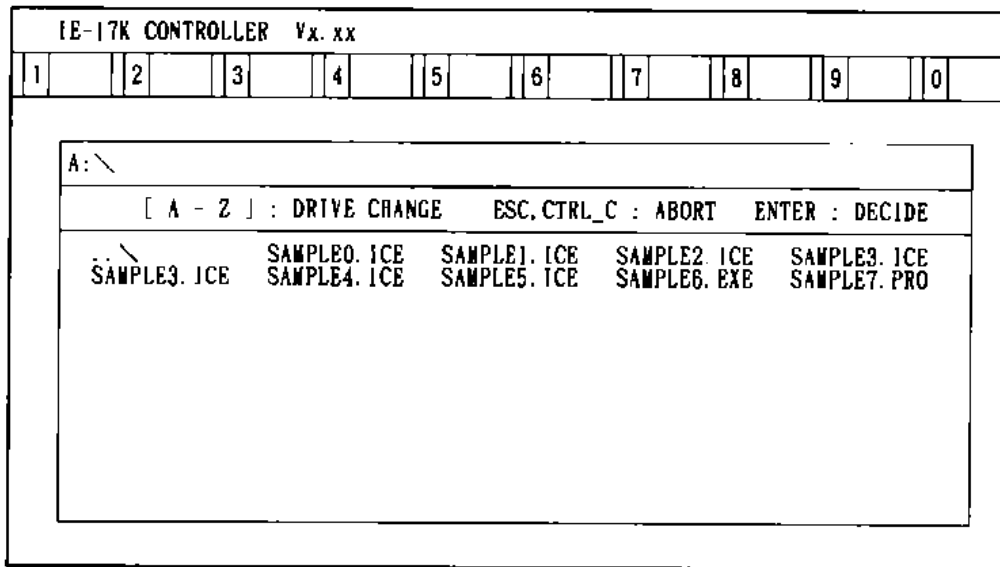 IE-17K CONTROLLER Vx.xx
1 2 3 4 5 6 7 8 9 0
A:\
[ A - Z ] : DRIVE CHANGE ESC,CTRL_C : ABORT ENTER : DECIDE
..\ SAMPLE0.ICE SAMPLE1.ICE SAMPLE2.ICE SAMPLE3.ICE
SAMPLE3.ICE SAMPLE4.ICE SAMPLE5.ICE SAMPLE6.EXE SAMPLE7.PRO